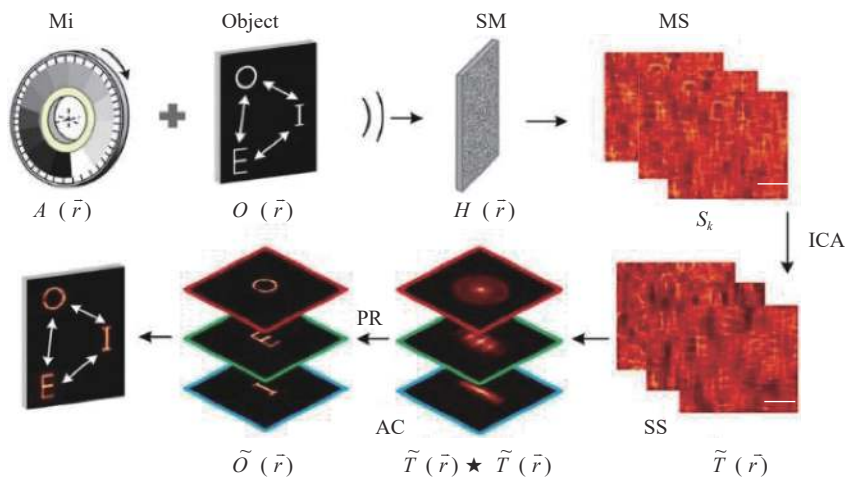 Mi
Object
SM
MS
O
I
E
A (r⃗)
O (r⃗)
H (r⃗)
S_k
ICA
O
I
E
O
E
I
PR
AC
SS
Õ (r⃗)
T̃ (r⃗) ★ T̃ (r⃗)
T̃ (r⃗)